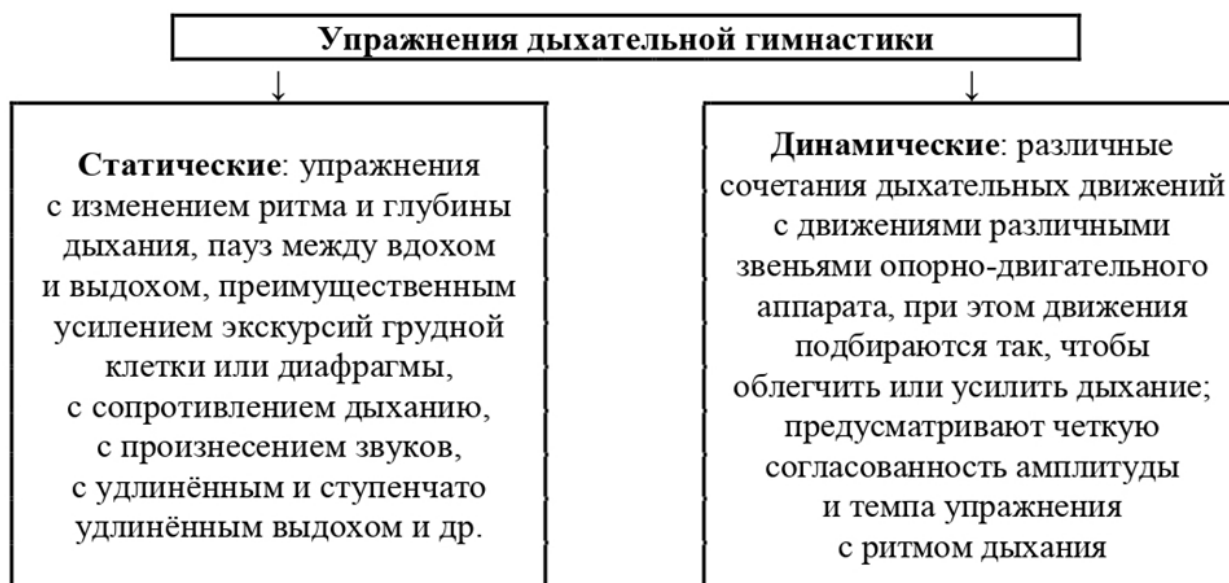 Упражнения дыхательной гимнастики
↓
↓
Статические: упражнения
с изменением ритма и глубины
дыхания, пауз между вдохом
и выдохом, преимущественным
усилением экскурсий грудной
клетки или диафрагмы,
с сопротивлением дыханию,
с произнесением звуков,
с удлинённым и ступенчато
удлинённым выдохом и др.
Динамические: различные
сочетания дыхательных движений
с движениями различными
звеньями опорно-двигательного
аппарата, при этом движения
подбираются так, чтобы
облегчить или усилить дыхание;
предусматривают четкую
согласованность амплитуды
и темпа упражнения
с ритмом дыхания